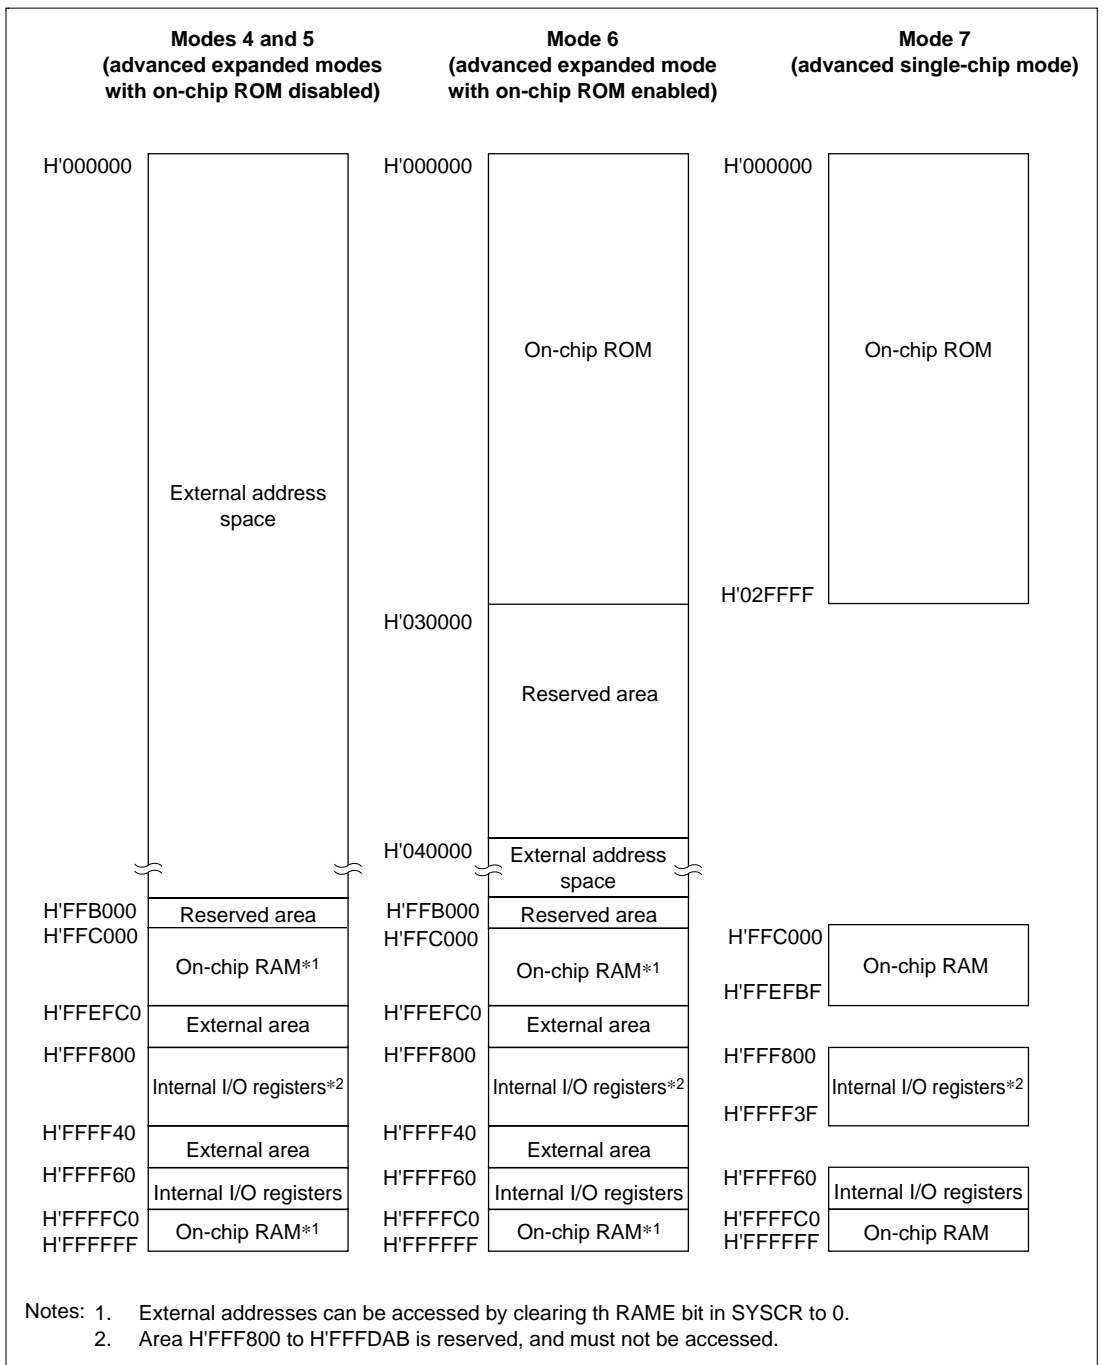 Modes 4 and 5
(advanced expanded modes
with on-chip ROM disabled)
Mode 6
(advanced expanded mode
with on-chip ROM enabled)
Mode 7
(advanced single-chip mode)
H'000000
External address
space
H'FFB000
Reserved area
H'FFC000
On-chip RAM*1
H'FFEFC0
External area
H'FFF800
Internal I/O registers*2
H'FFFF40
External area
H'FFFF60
Internal I/O registers
H'FFFFC0
On-chip RAM*1
H'FFFFFF
H'000000
On-chip ROM
H'030000
Reserved area
H'040000
External address
space
H'FFB000
Reserved area
H'FFC000
On-chip RAM*1
H'FFEFC0
External area
H'FFF800
Internal I/O registers*2
H'FFFF40
External area
H'FFFF60
Internal I/O registers
H'FFFFC0
On-chip RAM*1
H'FFFFFF
H'000000
On-chip ROM
H'02FFFF
H'FFC000
On-chip RAM
H'FFEFBF
H'FFF800
Internal I/O registers*2
H'FFFF3F
H'FFFF60
Internal I/O registers
H'FFFFC0
On-chip RAM
H'FFFFFF
Notes: 1. External addresses can be accessed by clearing th RAME bit in SYSCR to 0.
2. Area H'FFF800 to H'FFFDAB is reserved, and must not be accessed.